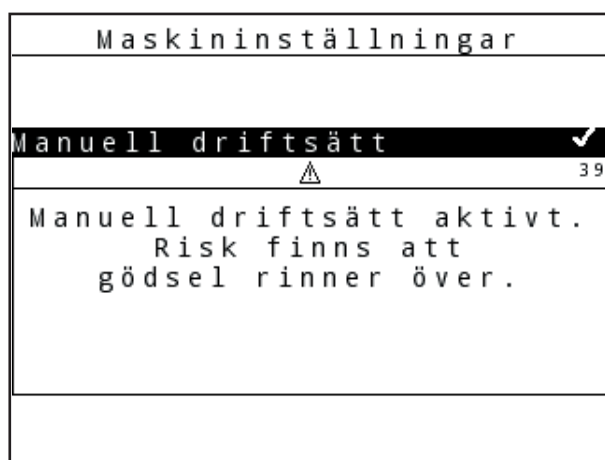 Maskininställningar
Manuell driftsätt
39
Manuell driftsätt aktivt.
Risk finns att
gödsel rinner över.